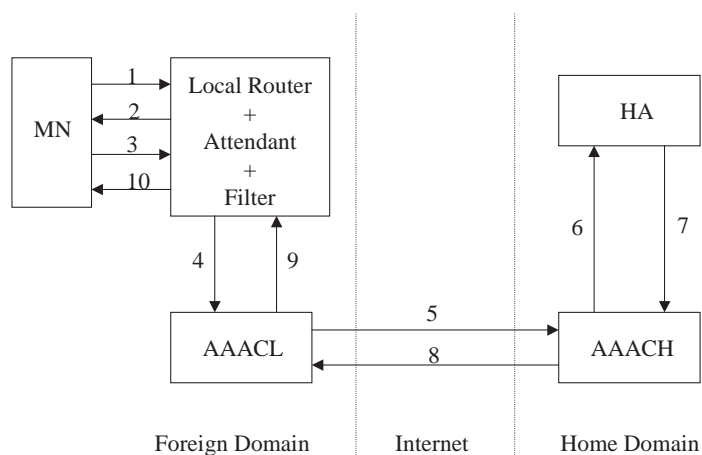 1
2
3
10
MN
Local Router
+
Attendant
+
Filter
HA
4
9
6
7
5
8
AAACL
AAACH
Foreign Domain
Internet
Home Domain